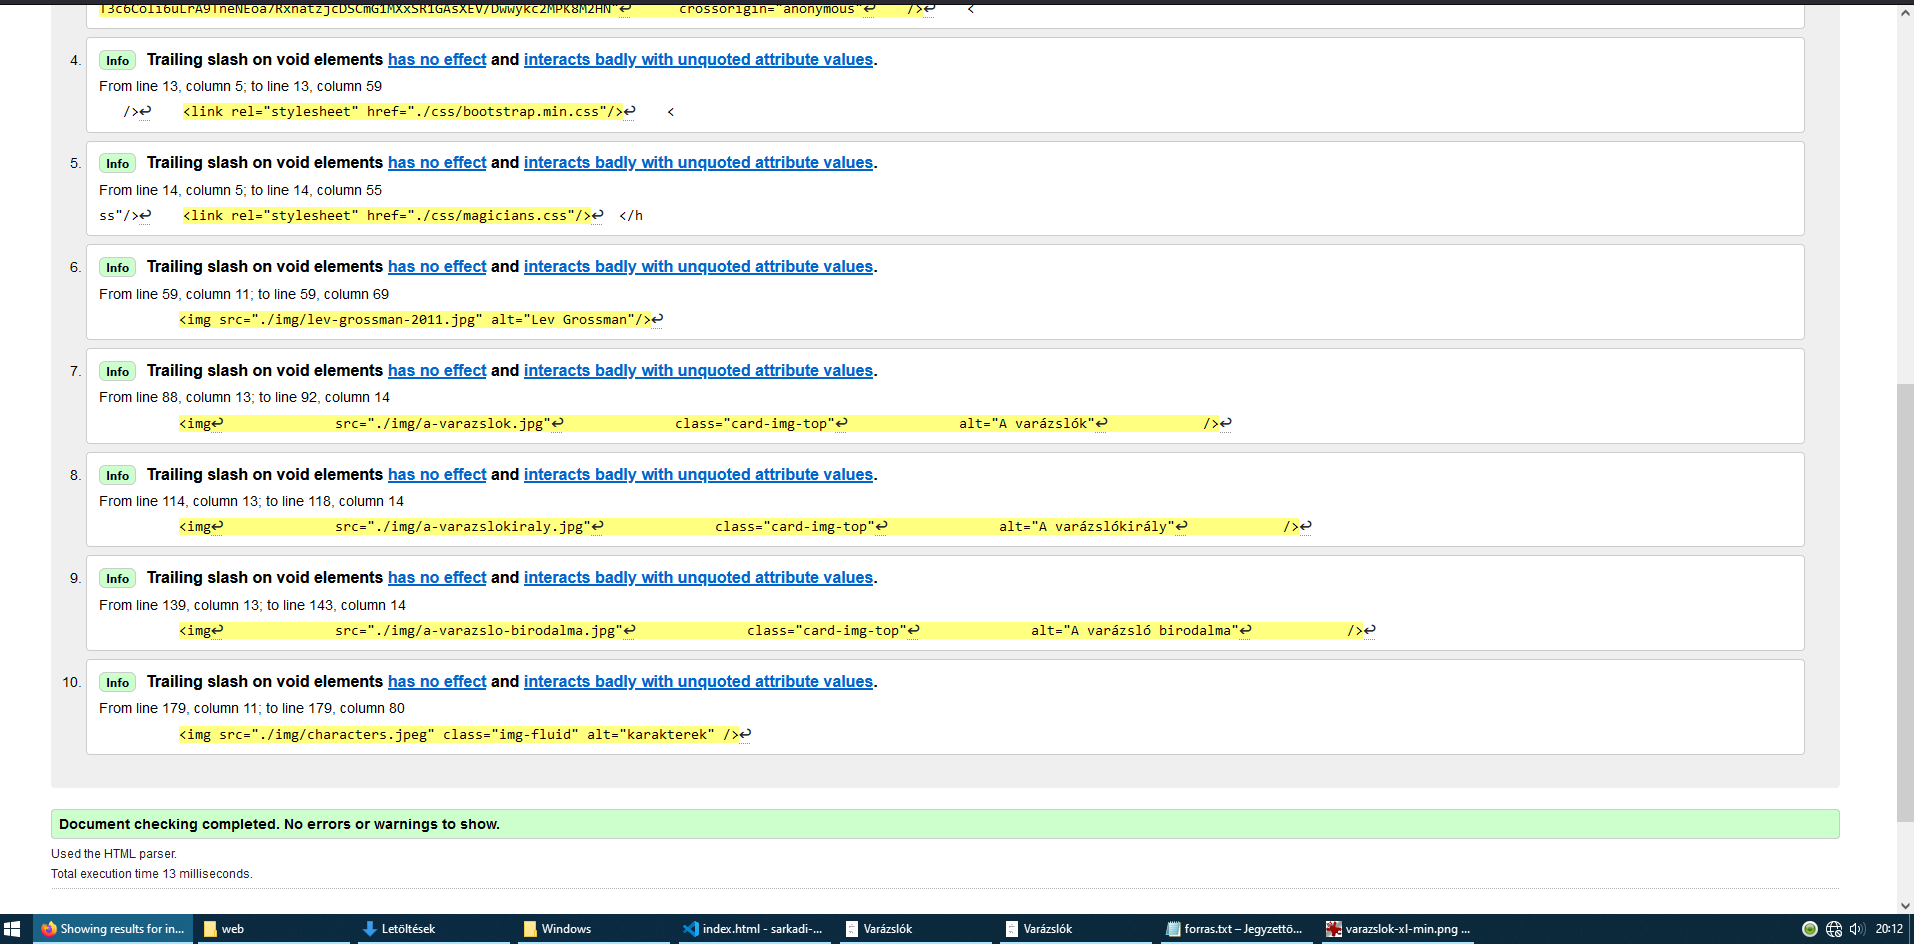 T3c6CoIi6uLrA9TneNEoa7RxnatzjcDSCmG1MXxSR1GAsXEV/Dwwykc2MPK8M2HN"↩ crossorigin="anonymous"↩ />↩ <
4. Info Trailing slash on void elements has no effect and interacts badly with unquoted attribute values.
From line 13, column 5; to line 13, column 59
/>↩ <link rel="stylesheet" href="./css/bootstrap.min.css"/>↩ <
5. Info Trailing slash on void elements has no effect and interacts badly with unquoted attribute values.
From line 14, column 5; to line 14, column 55
ss"/>↩ <link rel="stylesheet" href="./css/magicians.css"/>↩ </h
6. Info Trailing slash on void elements has no effect and interacts badly with unquoted attribute values.
From line 59, column 11; to line 59, column 69
<img src="./img/lev-grossman-2011.jpg" alt="Lev Grossman"/>↩
7. Info Trailing slash on void elements has no effect and interacts badly with unquoted attribute values.
From line 88, column 13; to line 92, column 14
<img↩ src="./img/a-varazslok.jpg"↩ class="card-img-top"↩ alt="A varázslók"↩ />↩
8. Info Trailing slash on void elements has no effect and interacts badly with unquoted attribute values.
From line 114, column 13; to line 118, column 14
<img↩ src="./img/a-varazslokiraly.jpg"↩ class="card-img-top"↩ alt="A varázslókirály"↩ />↩
9. Info Trailing slash on void elements has no effect and interacts badly with unquoted attribute values.
From line 139, column 13; to line 143, column 14
<img↩ src="./img/a-varazslo-birodalma.jpg"↩ class="card-img-top"↩ alt="A varázsló birodalma"↩ />↩
10. Info Trailing slash on void elements has no effect and interacts badly with unquoted attribute values.
From line 179, column 11; to line 179, column 80
<img src="./img/characters.jpeg" class="img-fluid" alt="karakterek" />↩
Document checking completed. No errors or warnings to show.
Used the HTML parser.
Total execution time 13 milliseconds.
Showing results for in... web Letöltések Windows index.html - sarkadi-... Varázslók Varázslók forras.txt – Jegyzettö... varazslok-xl-min.png ... 20:12